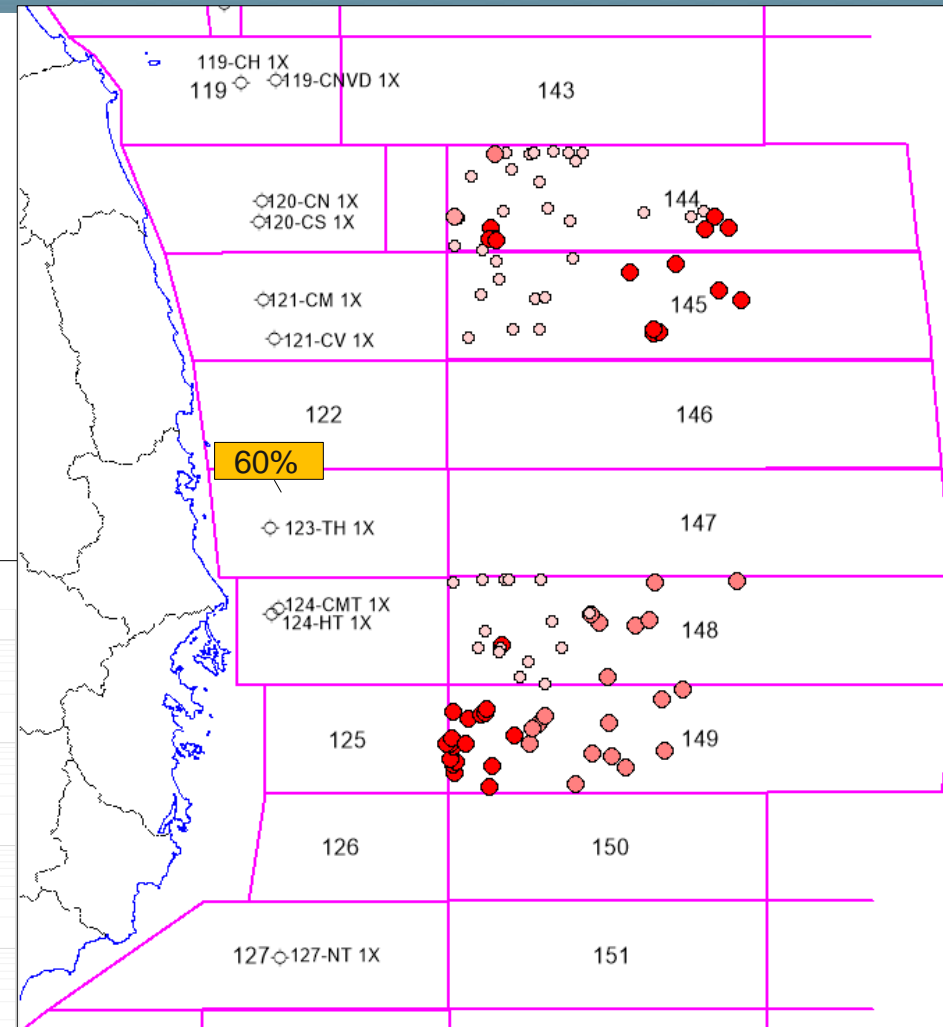 119-CH 1X
119
119-CNVD 1X
143
120-CN 1X
144
120-CS 1X
121-CM 1X
145
121-CV 1X
122
146
60%
123-TH 1X
147
124-CMT 1X
124-HT 1X
148
125
149
126
150
127
127-NT 1X
151